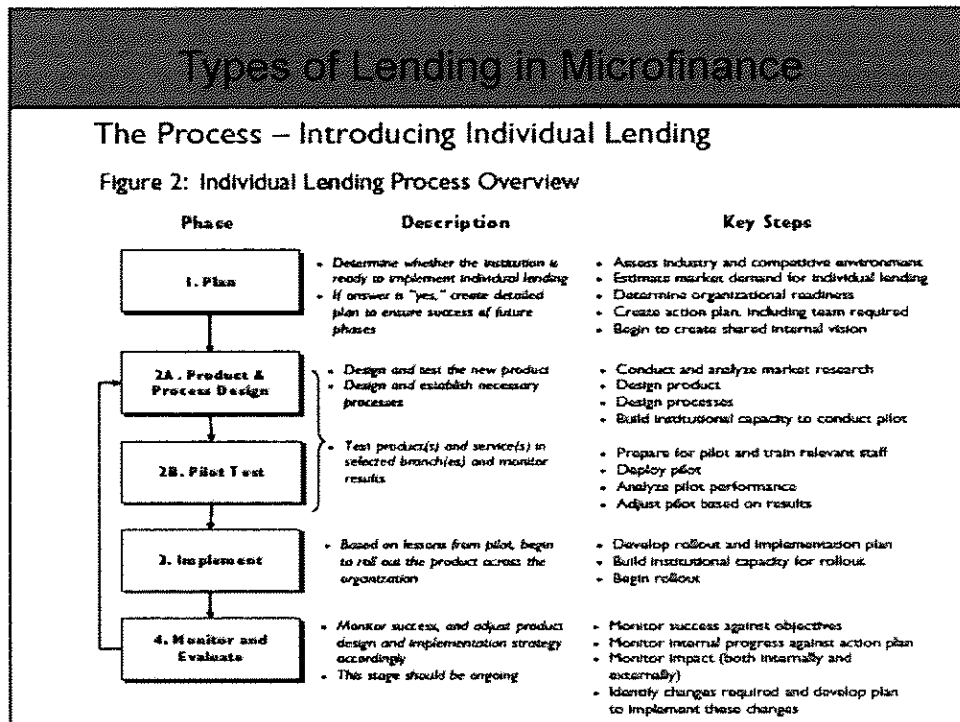 Types of Lending in Microfinance
The Process – Introducing Individual Lending
Figure 2: Individual Lending Process Overview
Phase
Description
Key Steps
1. Plan
• Determine whether the institution is
ready to implement individual lending
• If answer is "yes," create detailed
plan to ensure success of future
phases
• Assess industry and competitive environment
• Estimate market demand for individual lending
• Determine organizational readiness
• Create action plan, including team required
• Begin to create shared internal vision
2A. Product &
Process Design
• Design and test the new product
• Design and establish necessary
processes
• Conduct and analyze market research
• Design product
• Design processes
• Build institutional capacity to conduct pilot
2B. Pilot Test
• Test product(s) and service(s) in
selected branch(es) and monitor
results
• Prepare for pilot and train relevant staff
• Deploy pilot
• Analyze pilot performance
• Adjust pilot based on results
3. Implement
• Based on lessons from pilot, begin
to roll out the product across the
organization
• Develop rollout and implementation plan
• Build institutional capacity for rollout
• Begin rollout
4. Monitor and
Evaluate
• Monitor success, and adjust product
design and implementation strategy
accordingly
• This stage should be ongoing
• Monitor success against objectives
• Monitor internal progress against action plan
• Monitor impact (both internally and
externally)
• Identify changes required and develop plan
to implement these changes